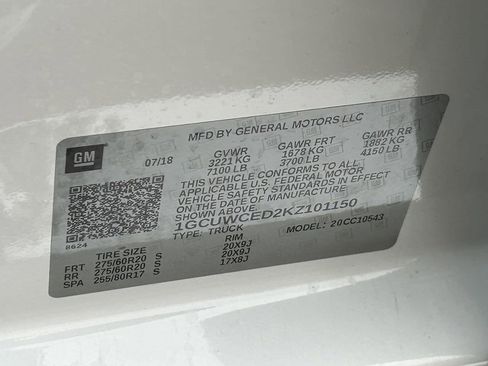 MFD BY GENERAL MOTORS LLC
GM
07/18
GVWR GAWR FRT GAWR RR
3221 KG 1678 KG 1882 KG
7100 LB 3700 LB 4150 LB
THIS VEHICLE CONFORMS TO ALL
APPLICABLE U.S. FEDERAL MOTOR
VEHICLE SAFETY STANDARDS IN EFFECT
ON THE DATE OF MANUFACTURE
SHOWN ABOVE.
1GCUWCED2KZ101150
TYPE: TRUCK MODEL: 20CC10543
8624
TIRE SIZE RIM
FRT 275/60R20 S 20X9J
RR 275/60R20 S 20X9J
SPA 255/80R17 S 17X8J